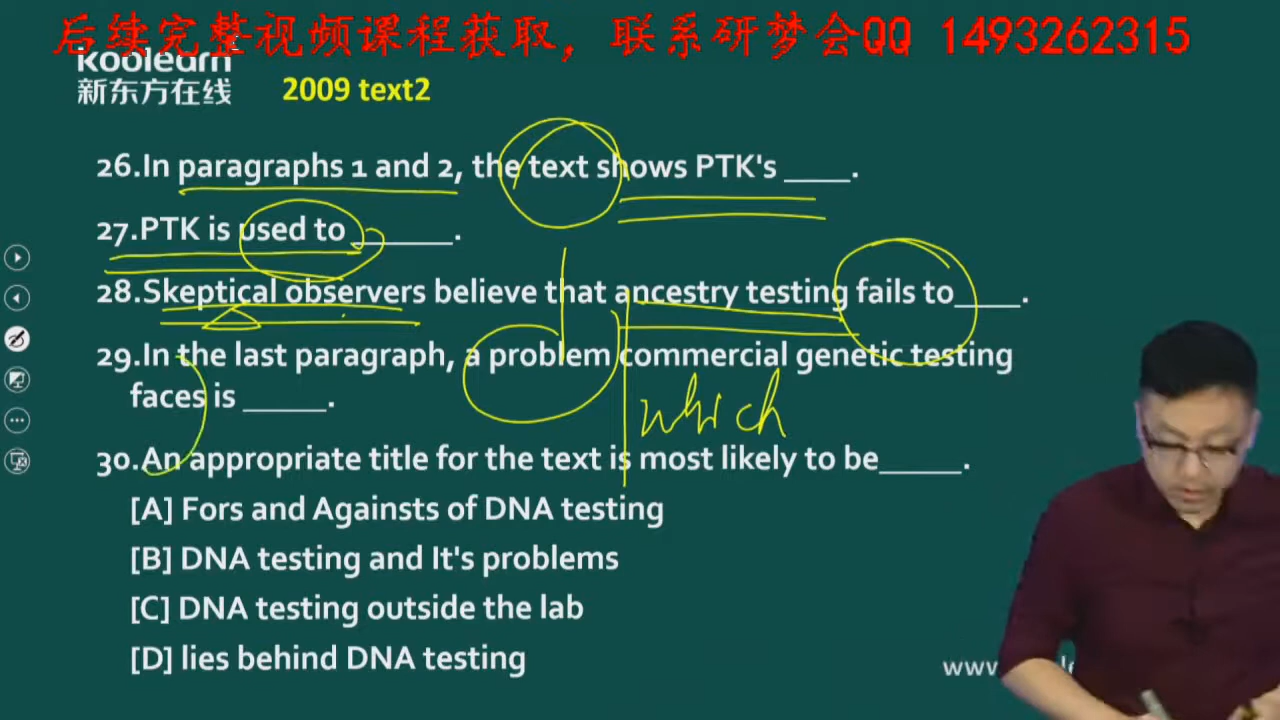 后续完整视频课程获取，联系研梦会QQ 1493262315
koolearn
新东方在线
2009 text2
26.In paragraphs 1 and 2, the text shows PTK's ____.
27.PTK is used to ______.
28.Skeptical observers believe that ancestry testing fails to____.
29.In the last paragraph, a problem commercial genetic testing
faces is _____.
which
30.An appropriate title for the text is most likely to be_____.
[A] Fors and Againsts of DNA testing
[B] DNA testing and It's problems
[C] DNA testing outside the lab
[D] lies behind DNA testing